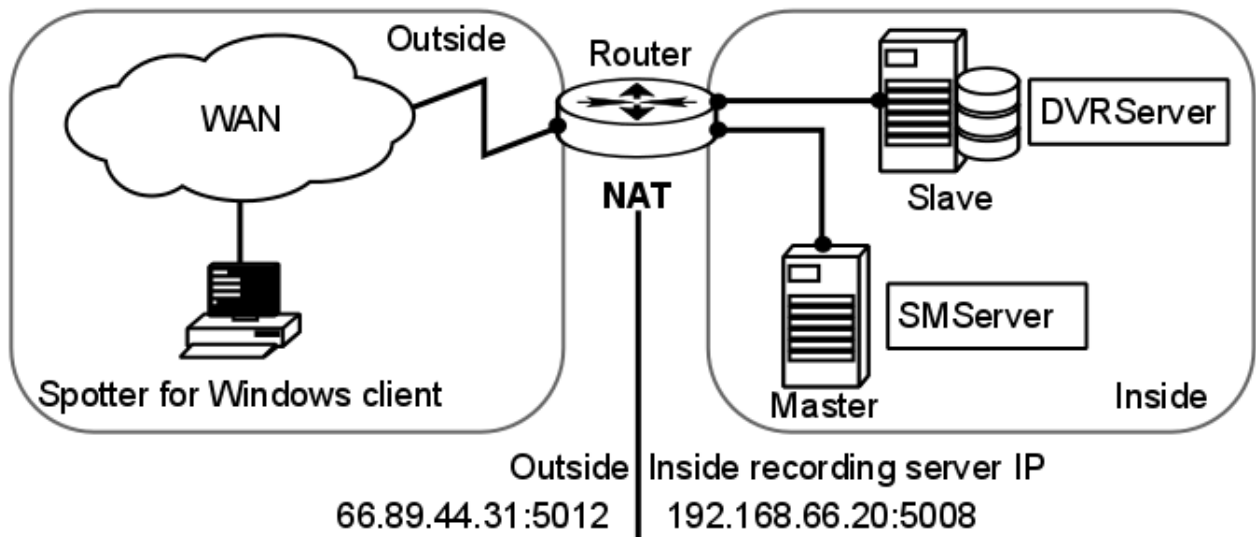 Outside
Router
WAN
DVRServer
NAT
Slave
SMServer
Spotter for Windows client
Master
Inside
Outside Inside recording server IP
66.89.44.31:5012 192.168.66.20:5008